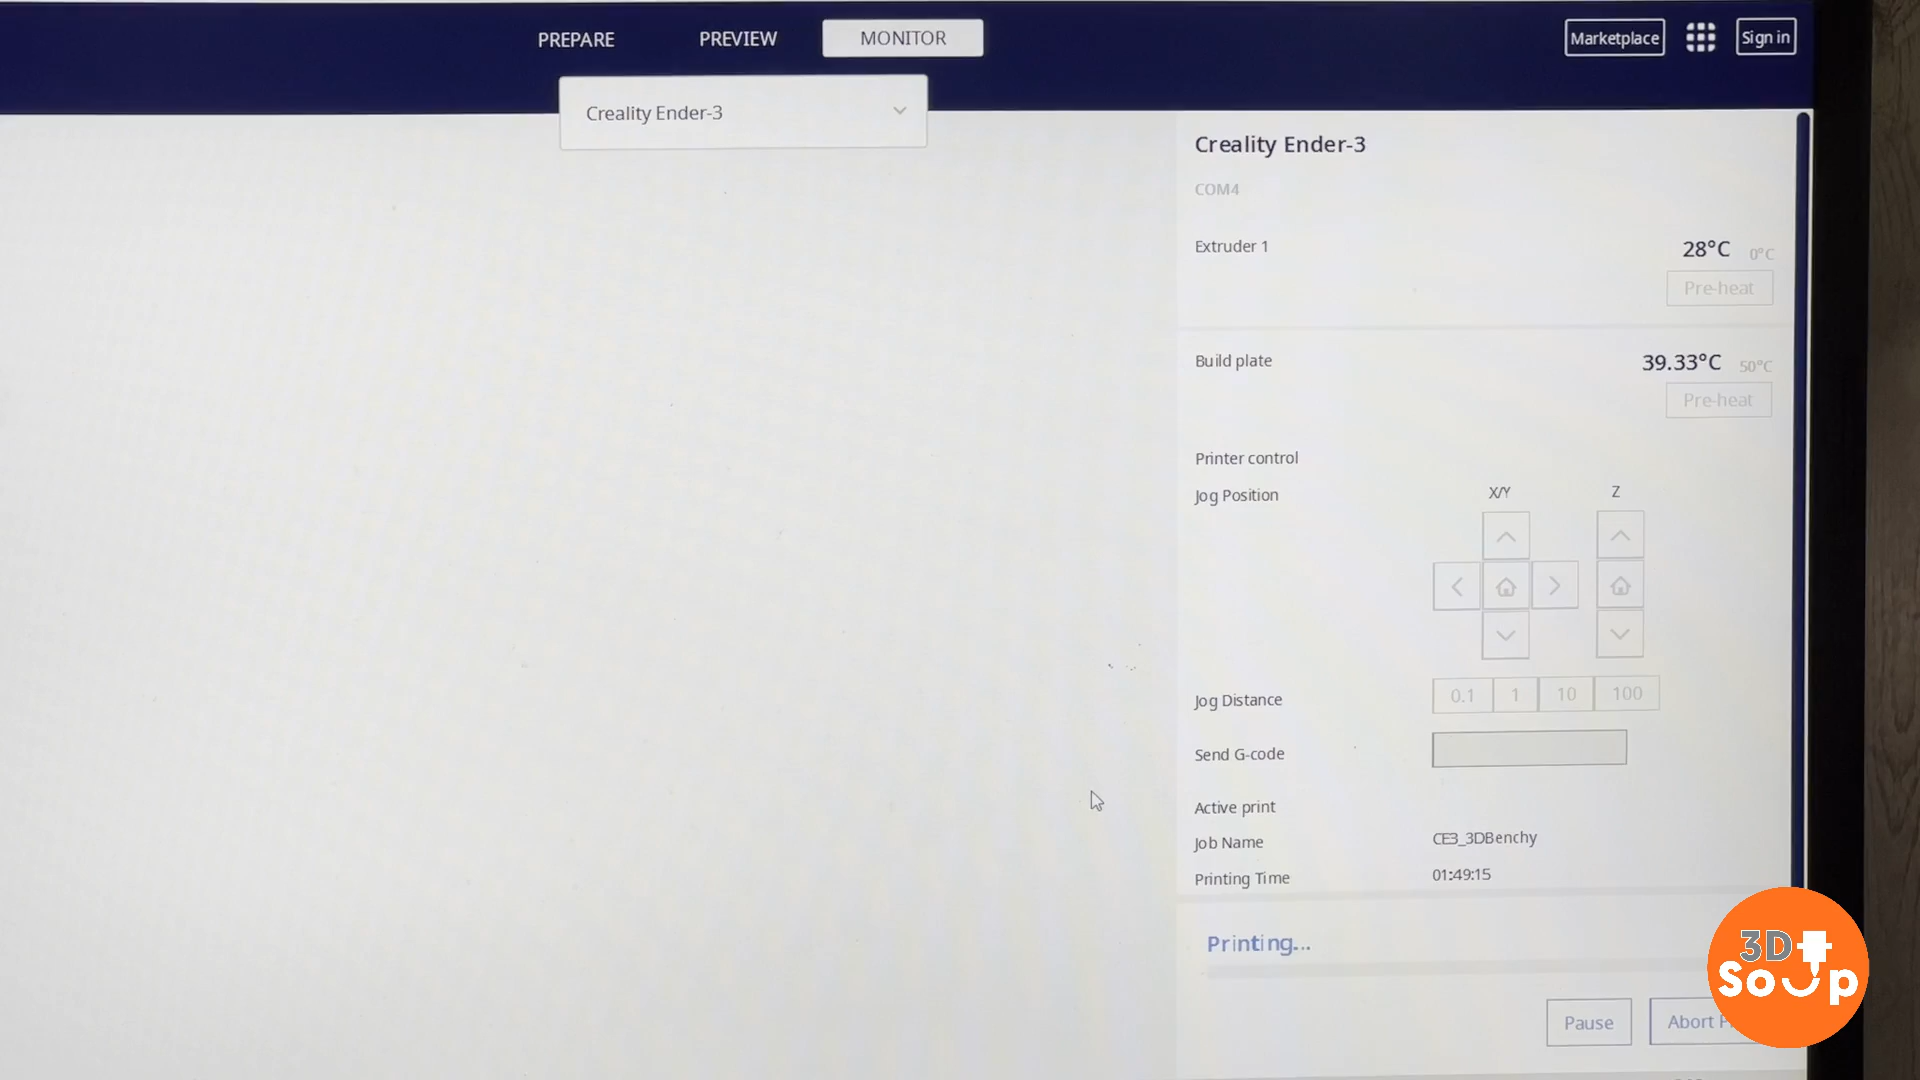 PREPARE PREVIEW MONITOR Marketplace Sign in
Creality Ender-3
Creality Ender-3
COM4
Extruder 1 28°C 0°C
Pre-heat
Build plate 39.33°C 50°C
Pre-heat
Printer control
Jog Position X/Y Z
Jog Distance 0.1 1 10 100
Send G-code
Active print
Job Name CE3_3DBenchy
Printing Time 01:49:15
Printing...
Pause Abort
3D
Soup